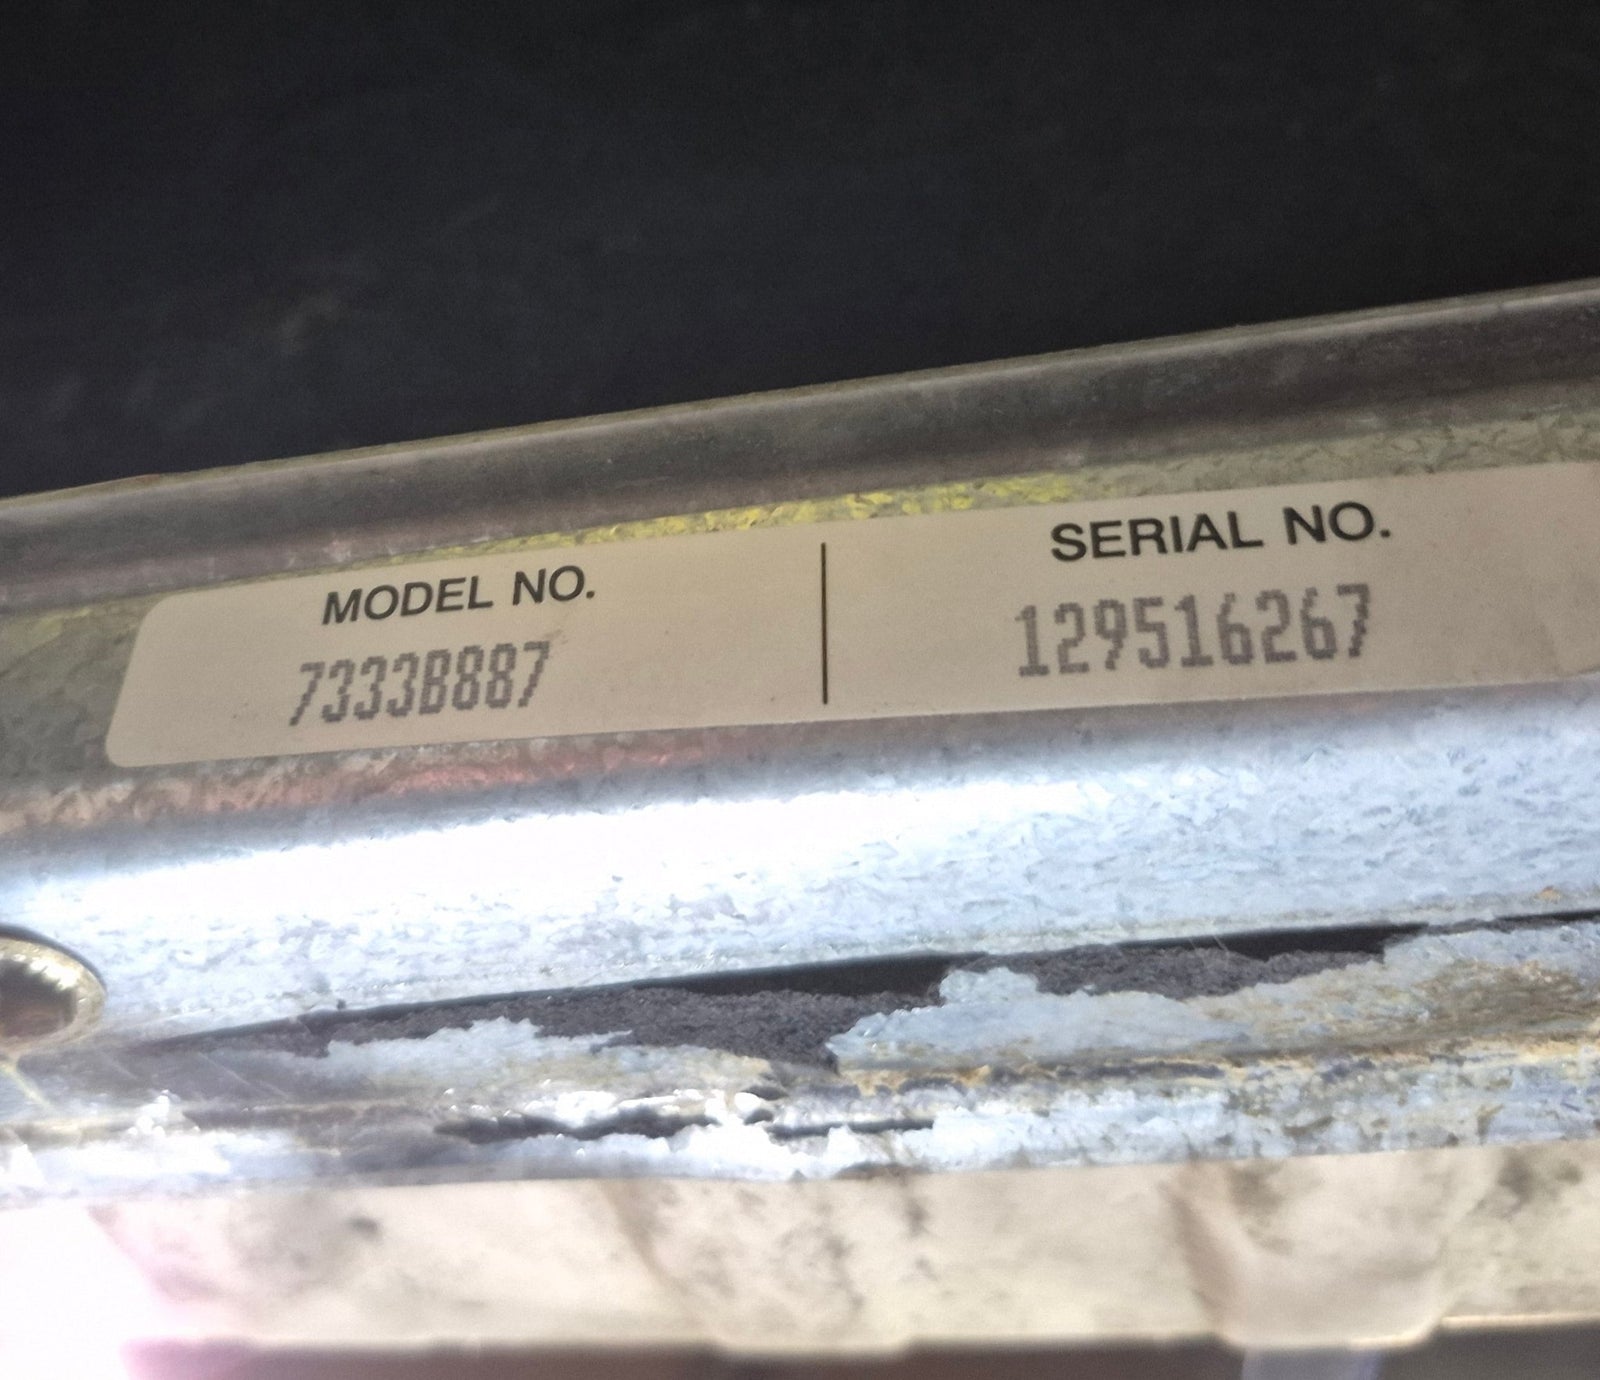 MODEL NO.
7333B887
SERIAL NO.
129516267